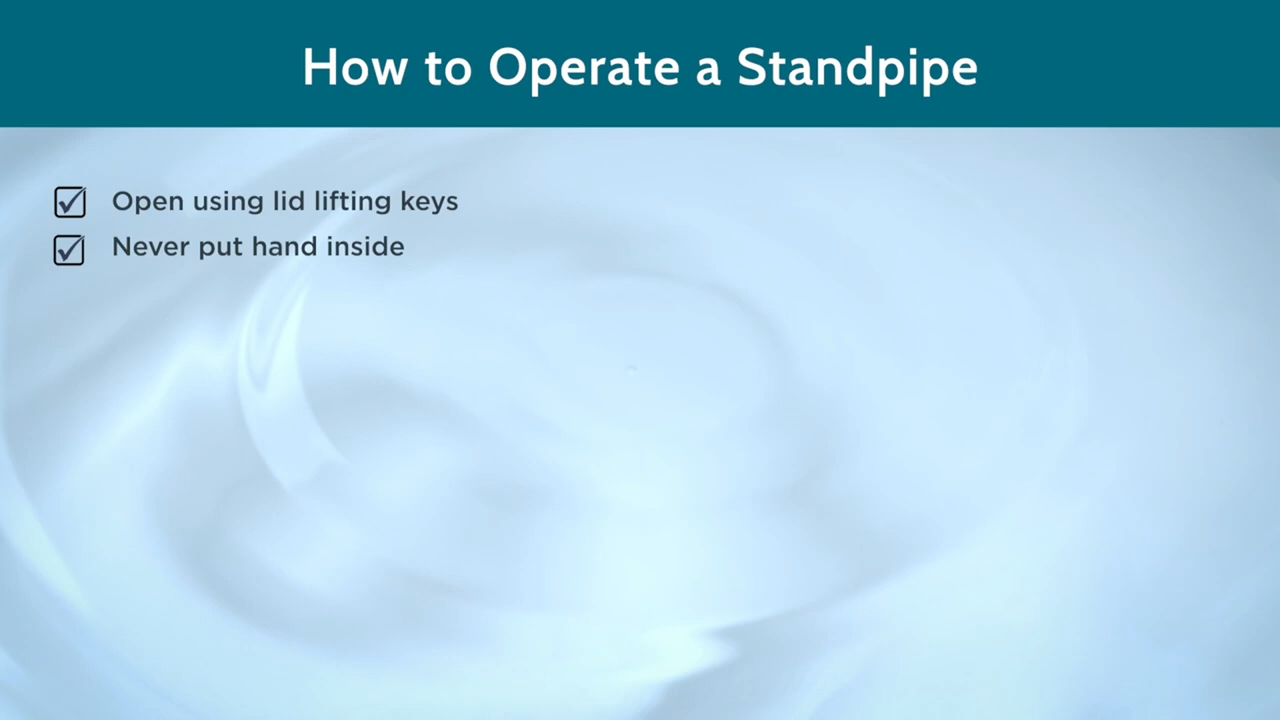 How to Operate a Standpipe
Open using lid lifting keys
Never put hand inside